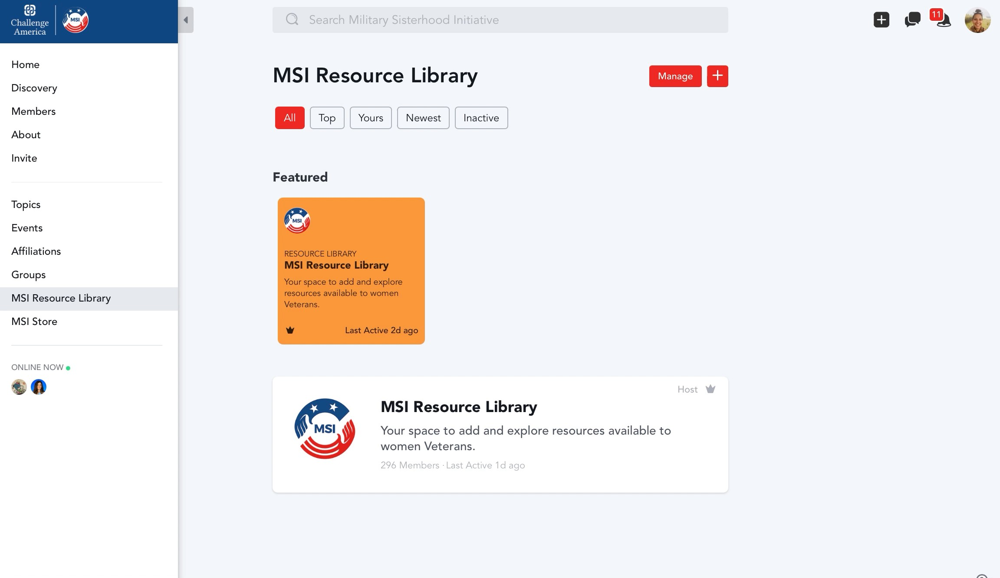 Challenge
America
MSI
Search Military Sisterhood Initiative
11
Home
Discovery
Members
About
Invite
Topics
Events
Affiliations
Groups
MSI Resource Library
MSI Store
ONLINE NOW
MSI Resource Library
Manage
All
Top
Yours
Newest
Inactive
Featured
MSI
RESOURCE LIBRARY
MSI Resource Library
Your space to add and explore
resources available to women
Veterans.
Last Active 2d ago
Host
MSI
MSI Resource Library
Your space to add and explore resources available to
women Veterans.
296 Members · Last Active 1d ago